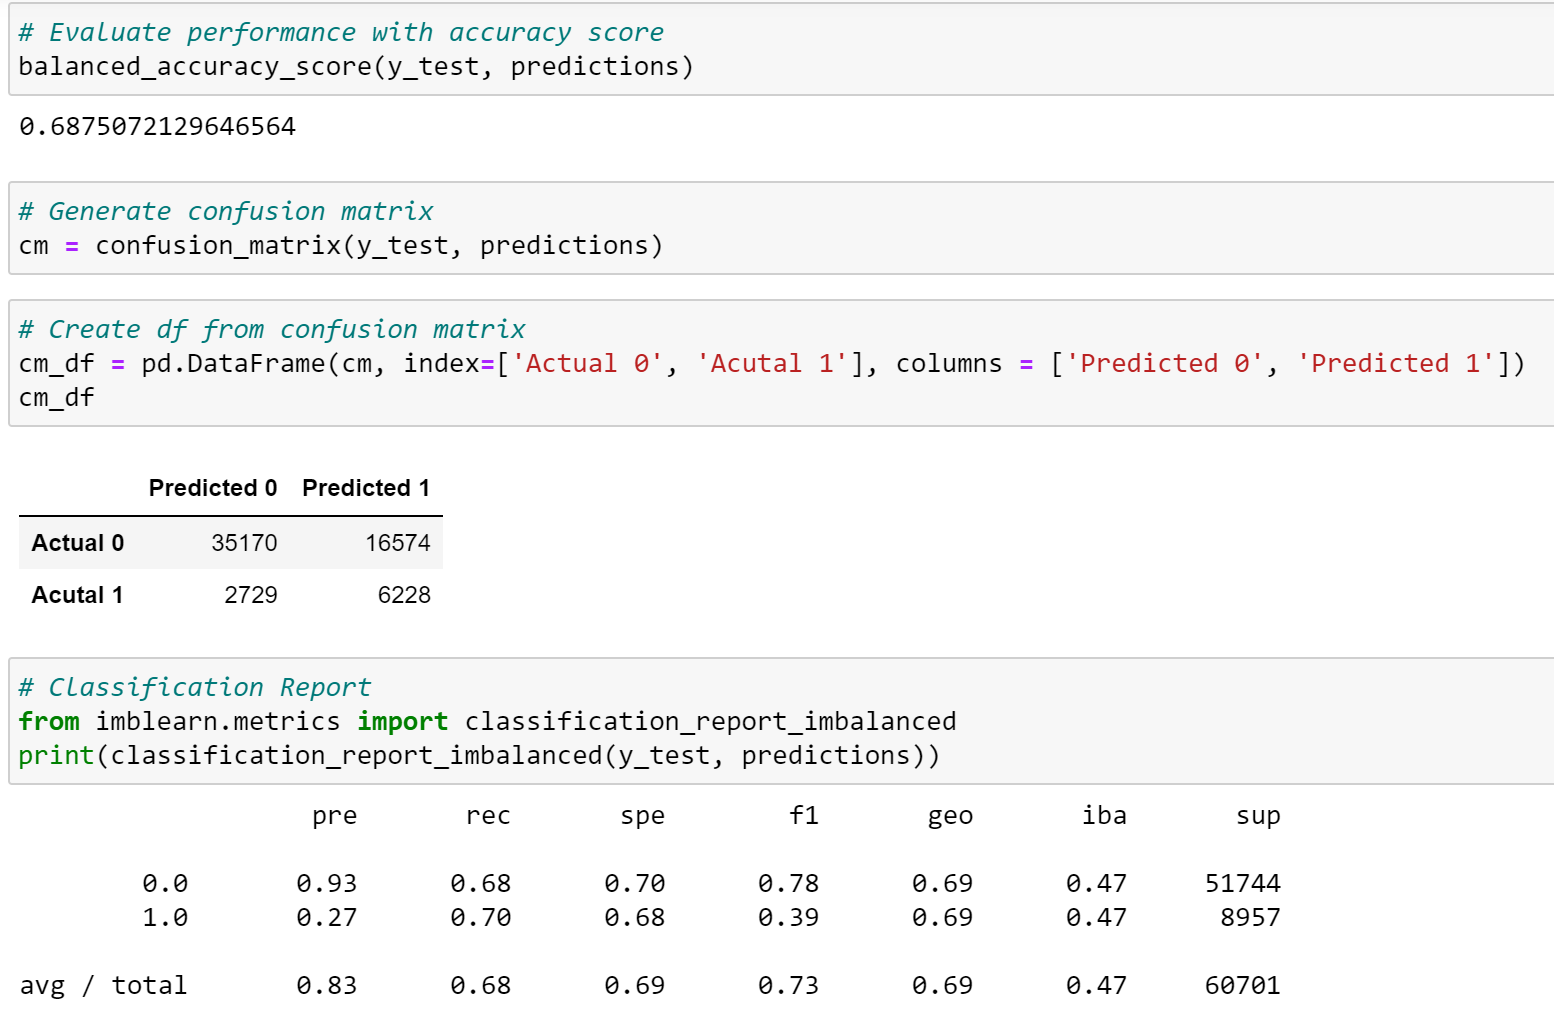 # Evaluate performance with accuracy score
balanced_accuracy_score(y_test, predictions)
0.6875072129646564
# Generate confusion matrix
cm = confusion_matrix(y_test, predictions)
# Create df from confusion matrix
cm_df = pd.DataFrame(cm, index=['Actual 0', 'Acutal 1'], columns = ['Predicted 0', 'Predicted 1'])
cm_df
Predicted 0 Predicted 1
Actual 0 35170 16574
Acutal 1 2729 6228
# Classification Report
from imblearn.metrics import classification_report_imbalanced
print(classification_report_imbalanced(y_test, predictions))
pre rec spe f1 geo iba sup
0.0 0.93 0.68 0.70 0.78 0.69 0.47 51744
1.0 0.27 0.70 0.68 0.39 0.69 0.47 8957
avg / total 0.83 0.68 0.69 0.73 0.69 0.47 60701